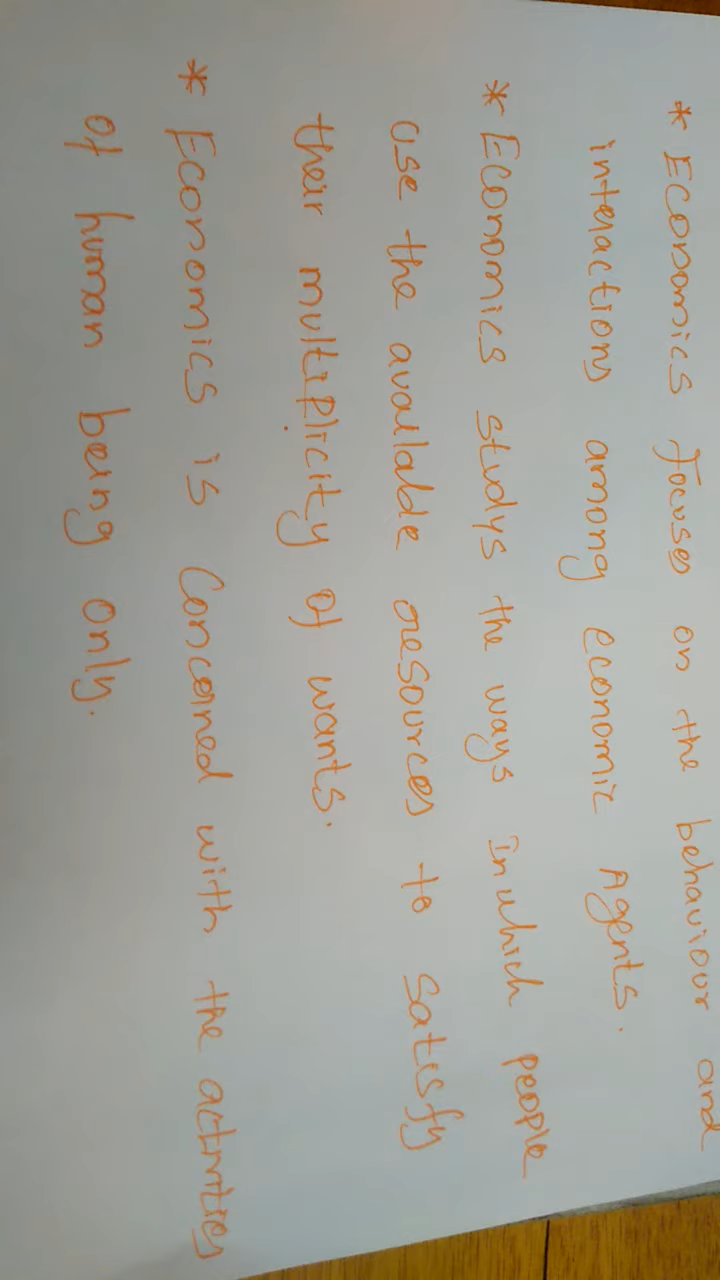 * Economics focuses on the behaviour and
interactions among economic Agents.
* Economics studys the ways in which people
use the available resources to satisfy
their multiplicity of wants.
* Economics is concerned with the activities
of human being only.